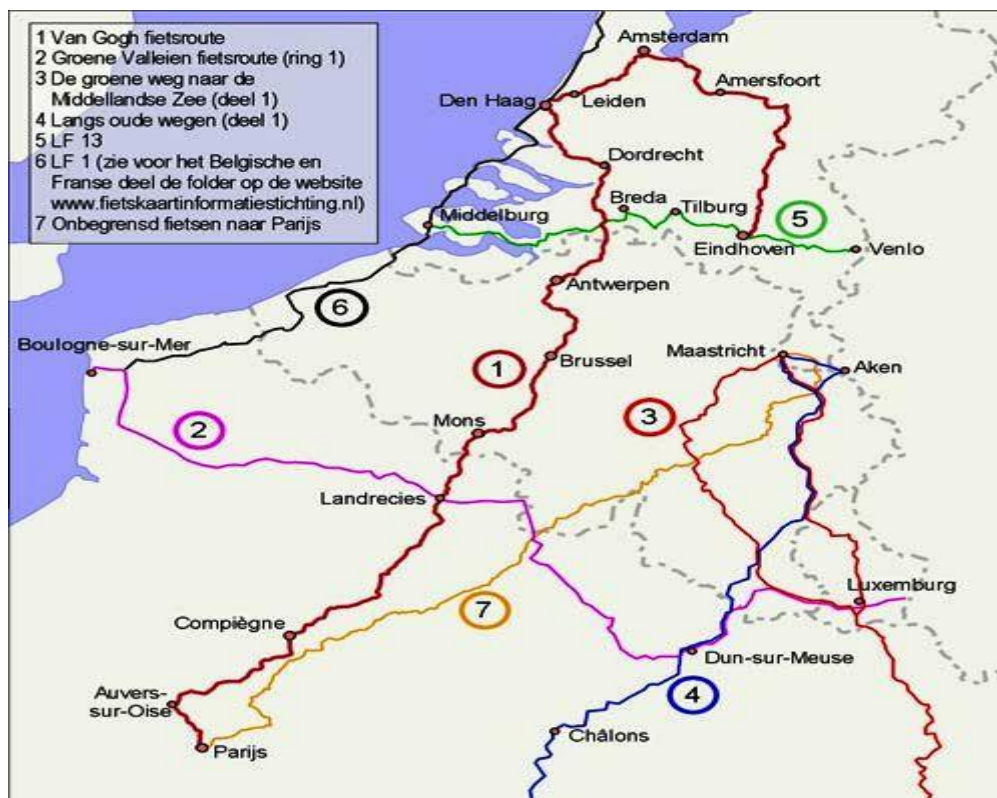 1 Van Gogh fietsroute
2 Groene Valleien fietsroute (ring 1)
3 De groene weg naar de
Middellandse Zee (deel 1)
4 Langs oude wegen (deel 1)
5 LF 13
6 LF 1 (zie voor het Belgische en
Franse deel de folder op de website
www.fietskaartinformatiestichting.nl)
7 Onbegrensd fietsen naar Parijs
Amsterdam
Amersfoort
Den Haag
Leiden
Dordrecht
Breda
Tilburg
Middelburg
5
Eindhoven
Venlo
Antwerpen
6
Boulogne-sur-Mer
Brussel
Maastricht
Aken
1
3
2
Mons
Landrecies
Luxemburg
7
Compiègne
Dun-sur-Meuse
Auvers-
sur-Oise
4
Châlons
Parijs